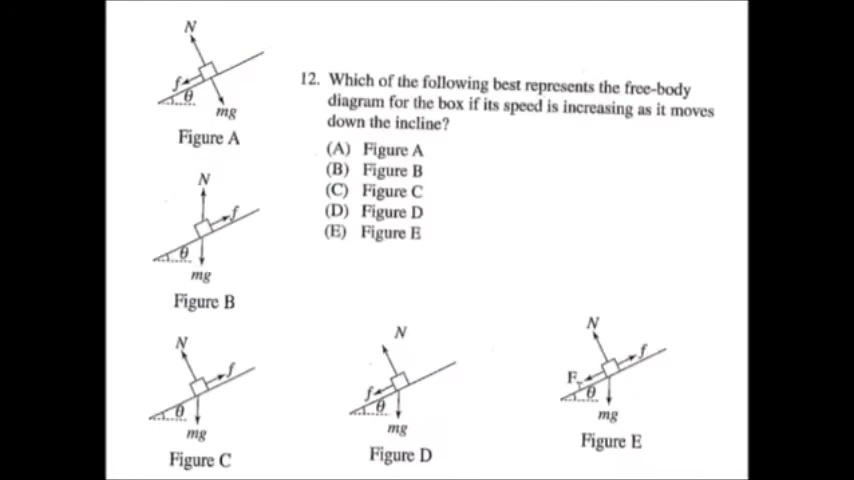 N
f
θ
mg
Figure A
12. Which of the following best represents the free-body
diagram for the box if its speed is increasing as it moves
down the incline?
(A) Figure A
(B) Figure B
(C) Figure C
(D) Figure D
(E) Figure E
N
f
θ
mg
Figure B
N
f
θ
mg
Figure C
N
f
θ
mg
Figure D
N
f
F
θ
mg
Figure E